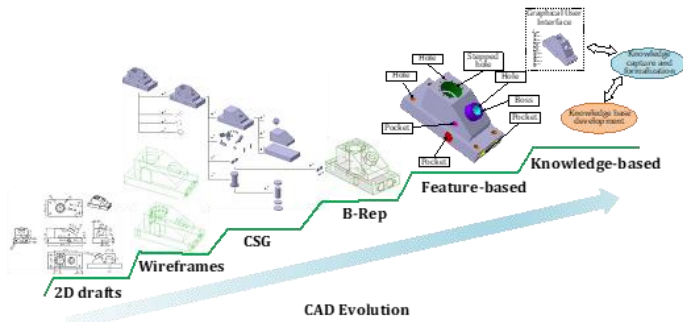 Graphical User
Interface
Knowledge
capture and
formalization
Knowledge base
development
Hole
Stepped
hole
Hole
Hole
Boss
Pocket
Pocket
Pocket
Knowledge-based
Feature-based
B-Rep
CSG
Wireframes
2D drafts
CAD Evolution